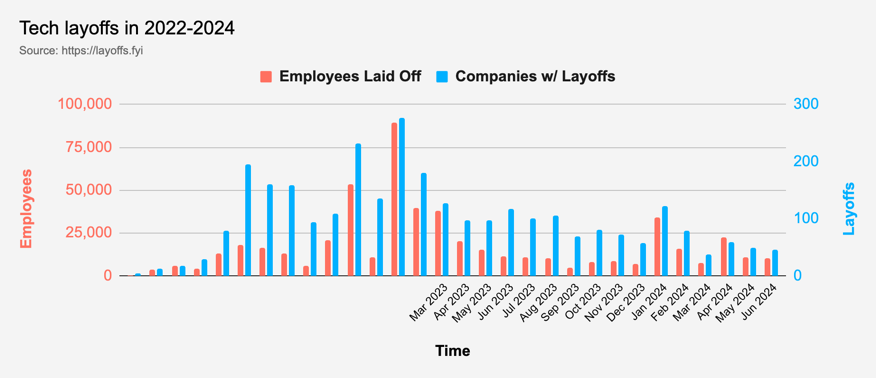 Tech layoffs in 2022-2024
Source: https://layoffs.fyi
Employees Laid Off
Companies w/ Layoffs
100,000
75,000
50,000
25,000
0
Employees
300
200
100
0
Layoffs
Mar 2023
Apr 2023
May 2023
Jun 2023
Jul 2023
Aug 2023
Sep 2023
Oct 2023
Nov 2023
Dec 2023
Jan 2024
Feb 2024
Mar 2024
Apr 2024
May 2024
Jun 2024
Time